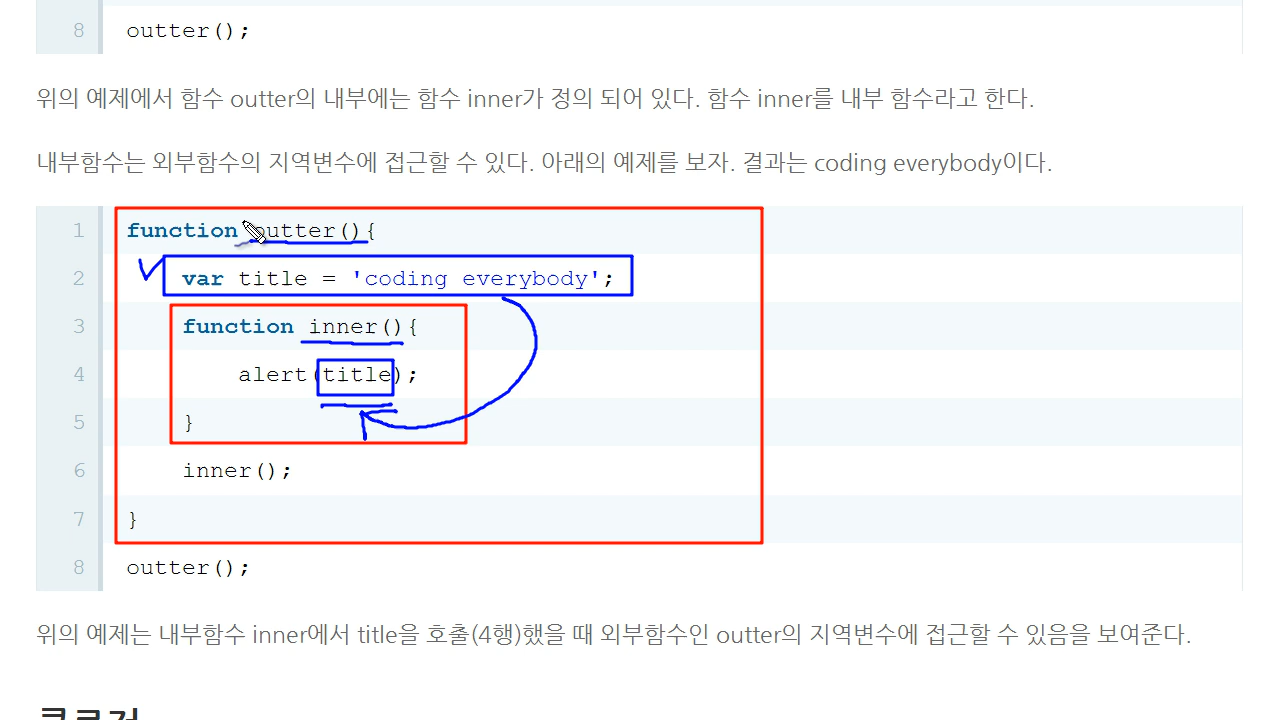 8 outter();
위의 예제에서 함수 outter의 내부에는 함수 inner가 정의 되어 있다. 함수 inner를 내부 함수라고 한다.
내부함수는 외부함수의 지역변수에 접근할 수 있다. 아래의 예제를 보자. 결과는 coding everybody이다.
1 function outter(){
2 var title = 'coding everybody';
3 function inner(){
4 alert(title);
5 }
6 inner();
7 }
8 outter();
위의 예제는 내부함수 inner에서 title을 호출(4행)했을 때 외부함수인 outter의 지역변수에 접근할 수 있음을 보여준다.